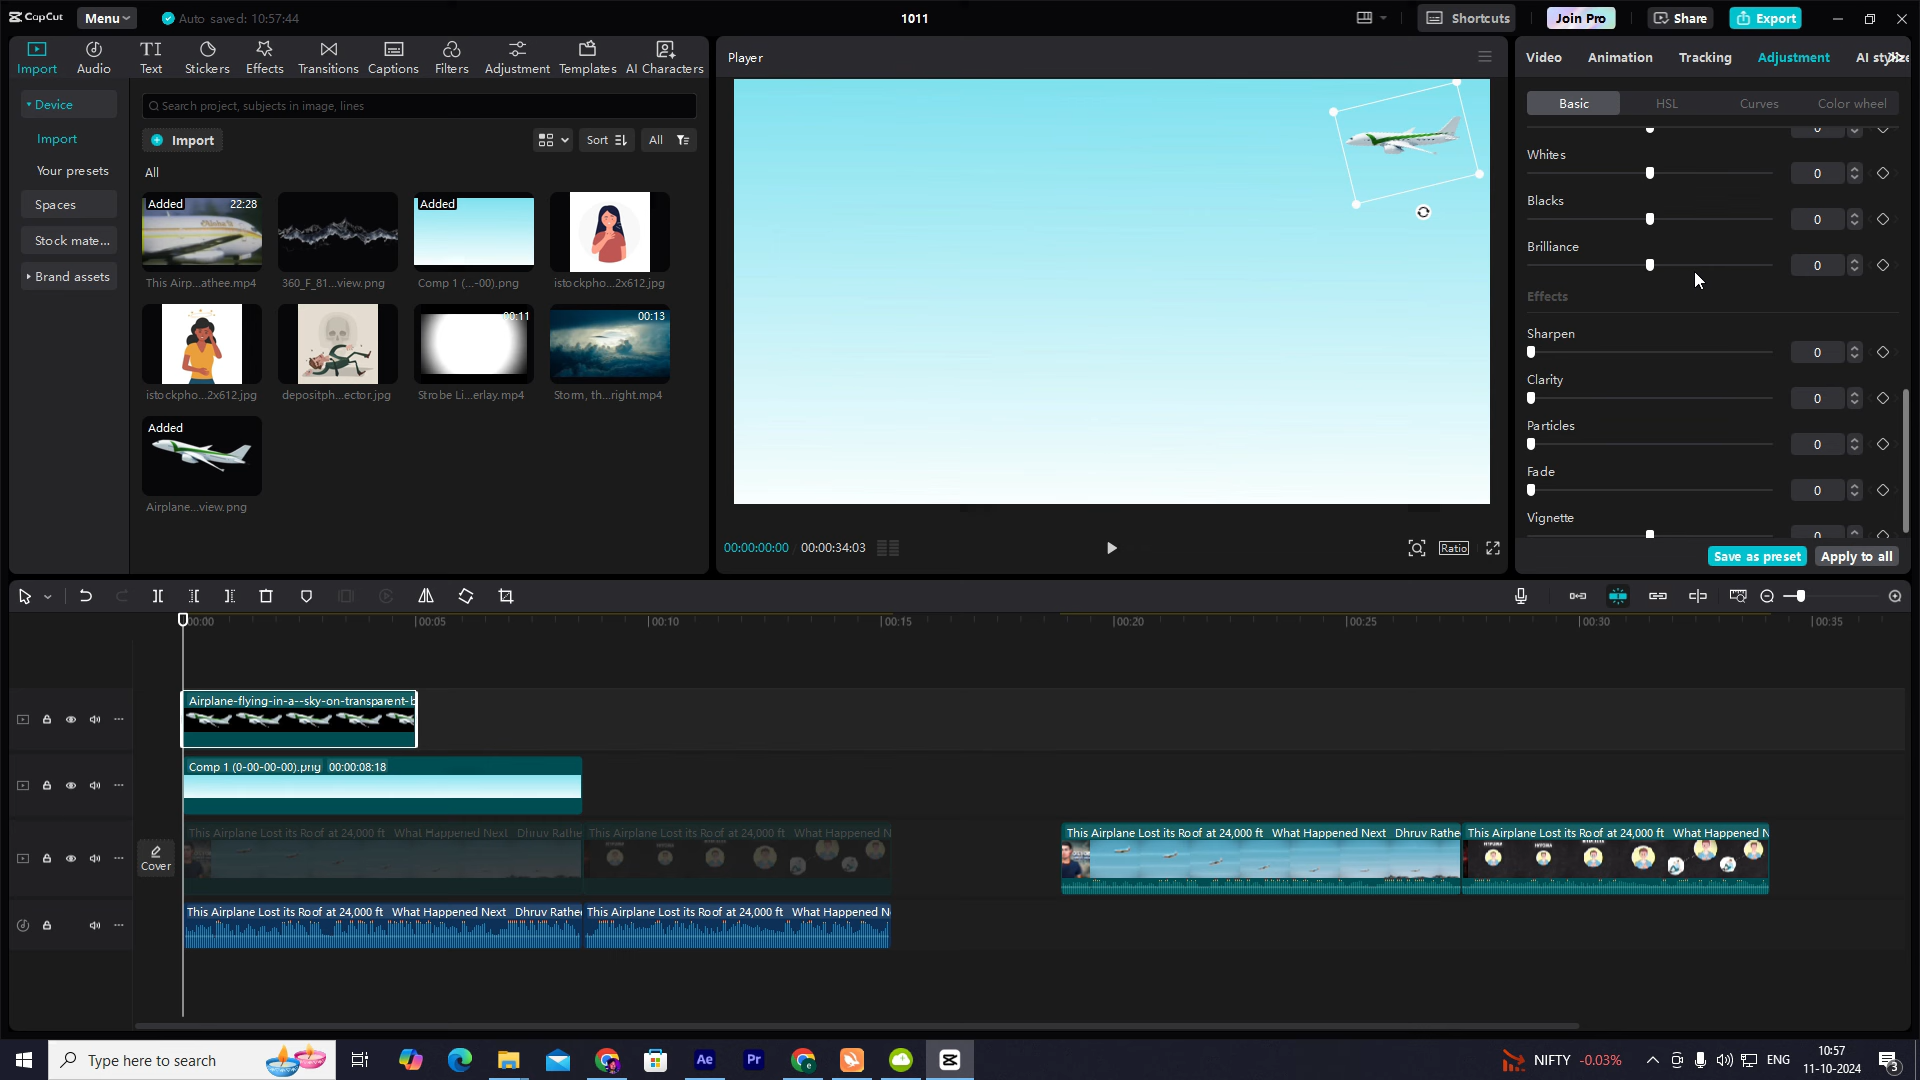 CapCut
Menu
Auto saved: 10:57:44
1011
Shortcuts
Join Pro
Share
Export
Import
Audio
TI
Text
Stickers
Effects
Transitions
Captions
Filters
Adjustment
Templates
AI Characters
Device
Import
Your presets
Spaces
Stock mate...
Brand assets
Search project, subjects in image, lines
Import
Sort
All
All
Added
22:28
This Airp...athee.mp4
360_F_81...view.png
Added
Comp 1 (...-00).png
istockpho...2x612.jpg
istockpho...2x612.jpg
depositph...ector.jpg
00:11
Strobe Li...erlay.mp4
00:13
Storm, th...right.mp4
Added
Airplane...view.png
Player
00:00:00:00
00:00:34:03
Ratio
Video
Animation
Tracking
Adjustment
Basic
HSL
Curves
Color wheel
Whites
0
Blacks
0
Brilliance
0
Effects
Sharpen
0
Clarity
0
Particles
0
Fade
0
Vignette
Save as preset
Apply to all
00:00
00:05
00:10
00:15
00:20
00:25
00:30
00:35
Airplane-flying-in-a--sky-on-transparent-b
Comp 1 (0-00-00-00).png 00:00:08:18
Cover
This Airplane Lost its Roof at 24,000 ft What Happened Next Dhruv Rathe
This Airplane Lost its Roof at 24,000 ft What Happened N
This Airplane Lost its Roof at 24,000 ft What Happened Next Dhruv Rathe
This Airplane Lost its Roof at 24,000 ft What Happened N
This Airplane Lost its Roof at 24,000 ft What Happened Next Dhruv Rathe
This Airplane Lost its Roof at 24,000 ft What Happened N
Type here to search
Ae
Pr
NIFTY -0.03%
ENG
10:57
11-10-2024
3